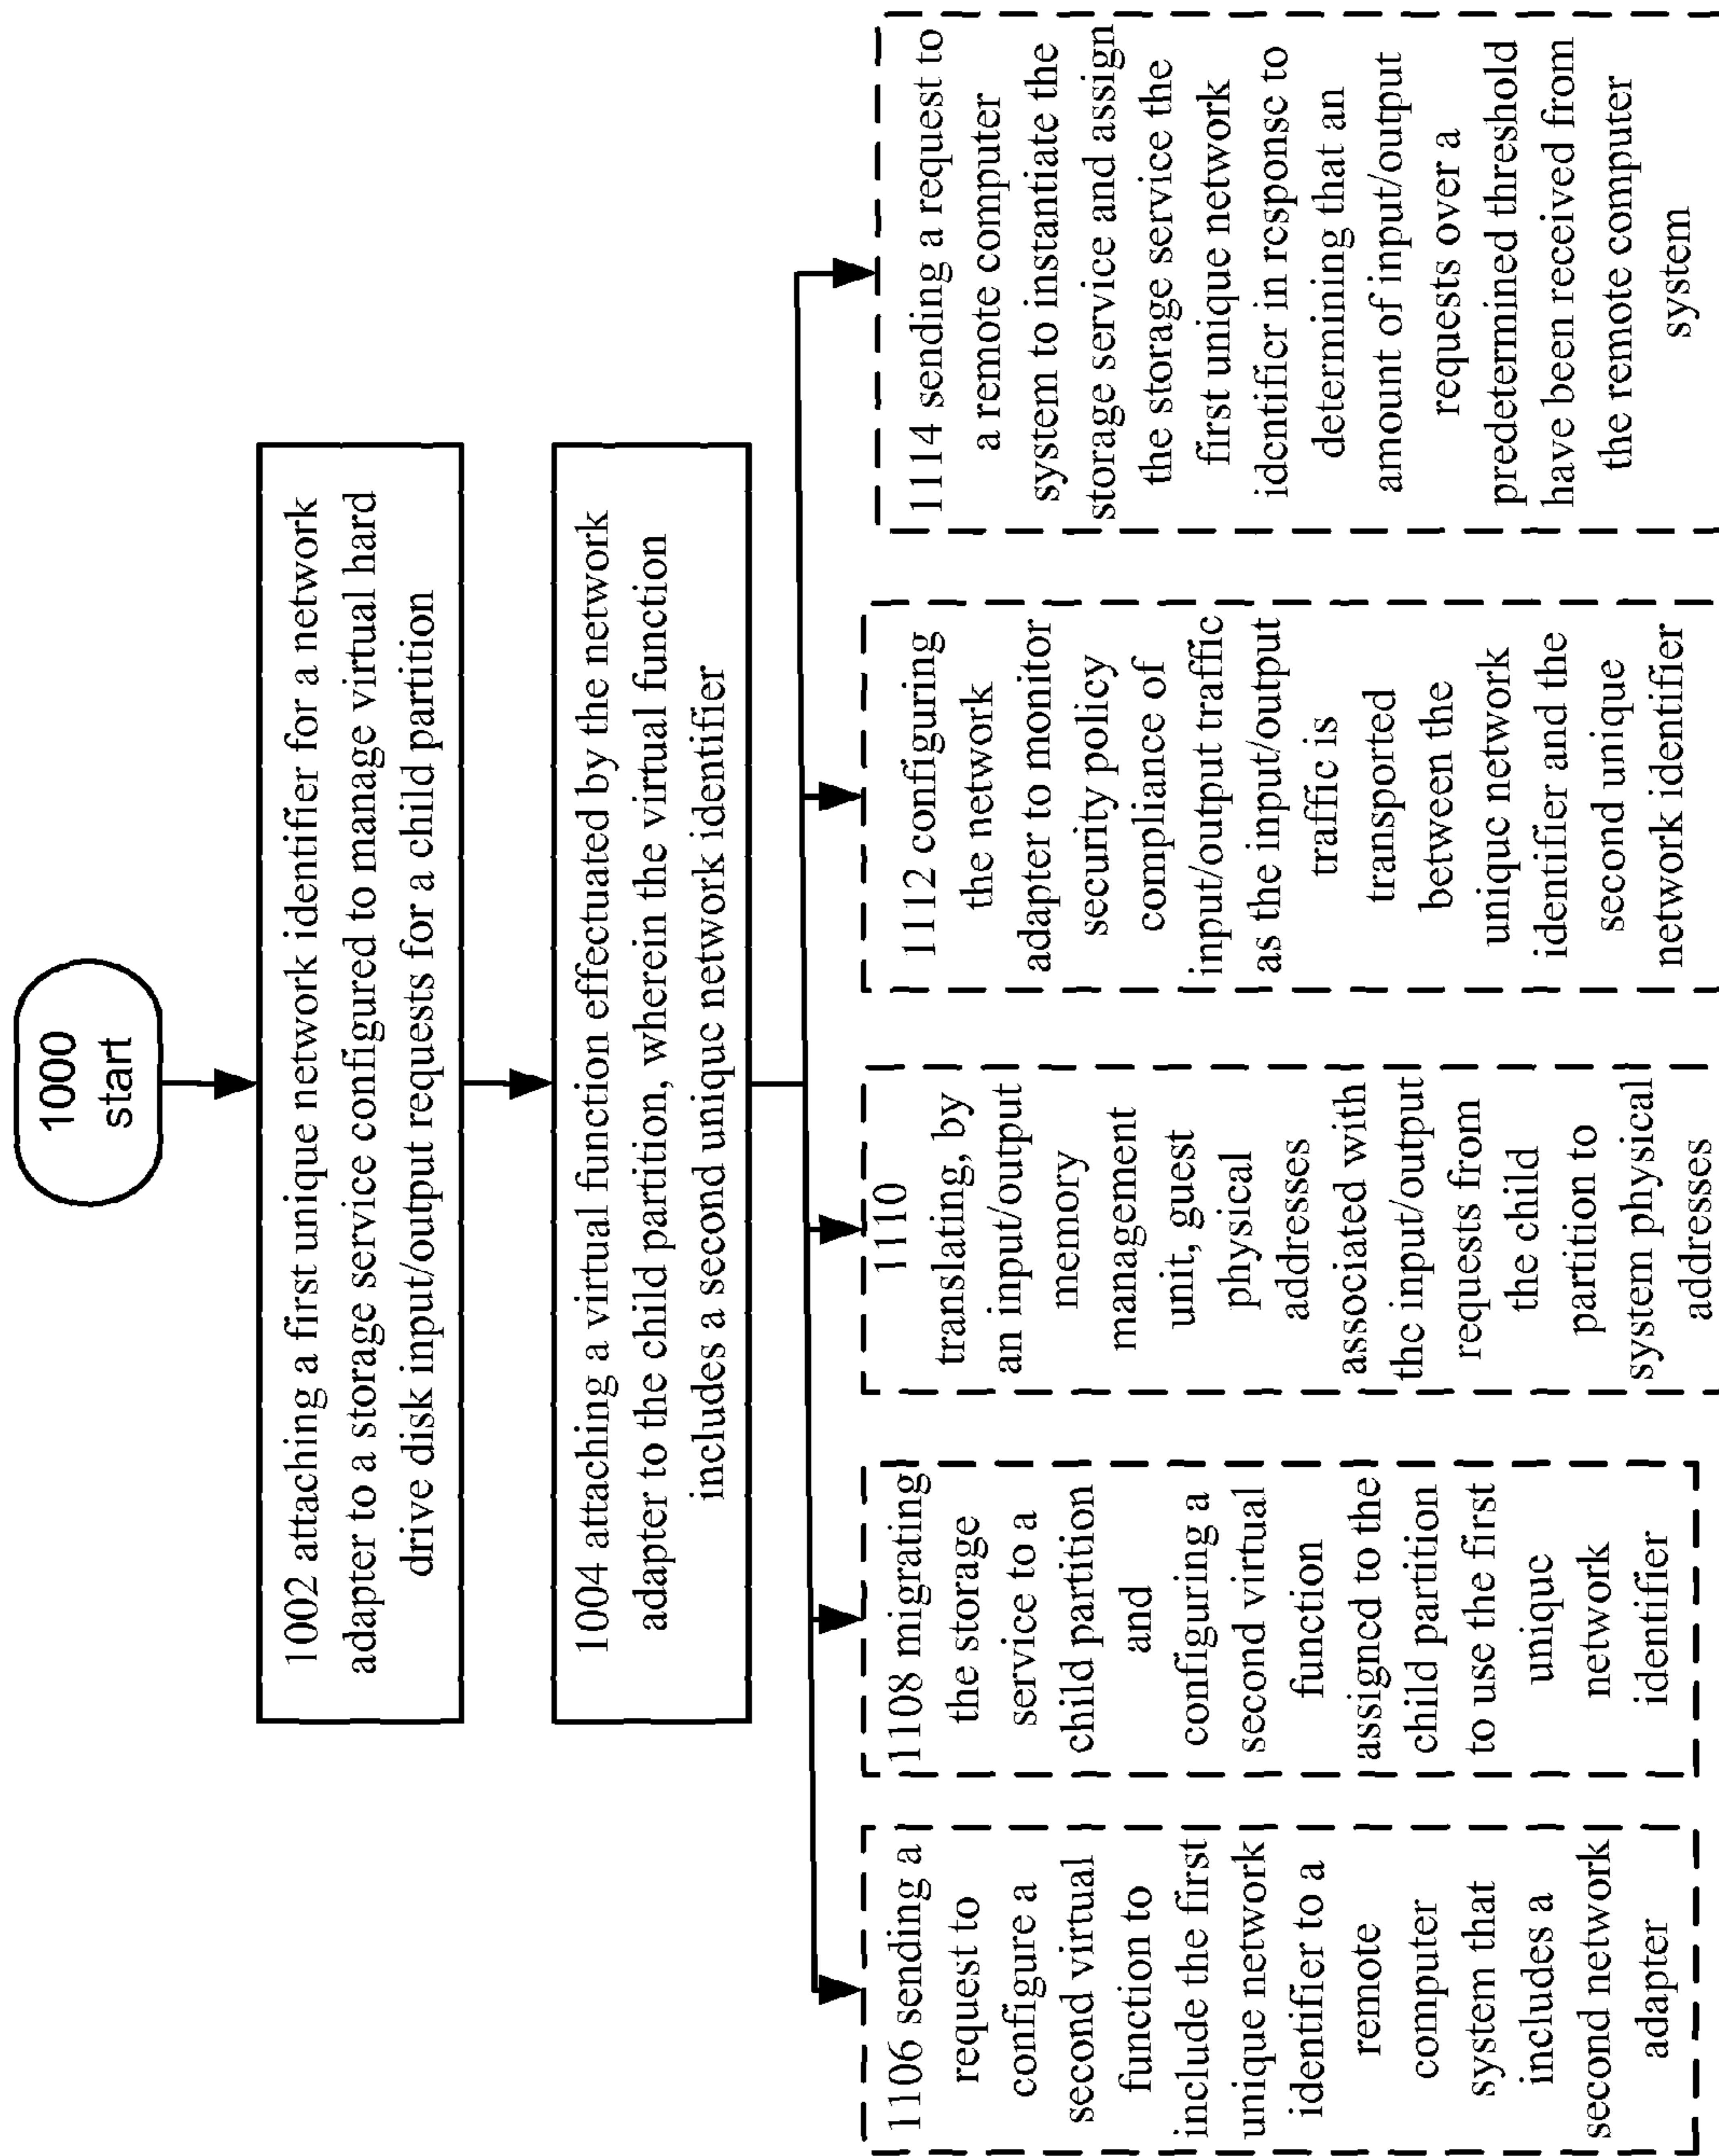 1000
start
1002 attaching a first unique network identifier for a network
adapter to a storage service configured to manage virtual hard
drive disk input/output requests for a child partition
1004 attaching a virtual function effectuated by the network
adapter to the child partition, wherein the virtual function
includes a second unique network identifier
1106 sending a
request to
configure a
second virtual
function to
include the first
unique network
identifier to a
remote
computer
system that
includes a
second network
adapter
1108 migrating
the storage
service to a
child partition
and
configuring a
second virtual
function
assigned to the
child partition
to use the first
unique
network
identifier
1110
translating, by
an input/output
memory
management
unit, guest
physical
addresses
associated with
the input/output
requests from
the child
partition to
system physical
addresses
1112 configuring
the network
adapter to monitor
security policy
compliance of
input/output traffic
as the input/output
traffic is
transported
between the
unique network
identifier and the
second unique
network identifier
1114 sending a request to
a remote computer
system to instantiate the
storage service and assign
the storage service the
first unique network
identifier in response to
determining that an
amount of input/output
requests over a
predetermined threshold
have been received from
the remote computer
system